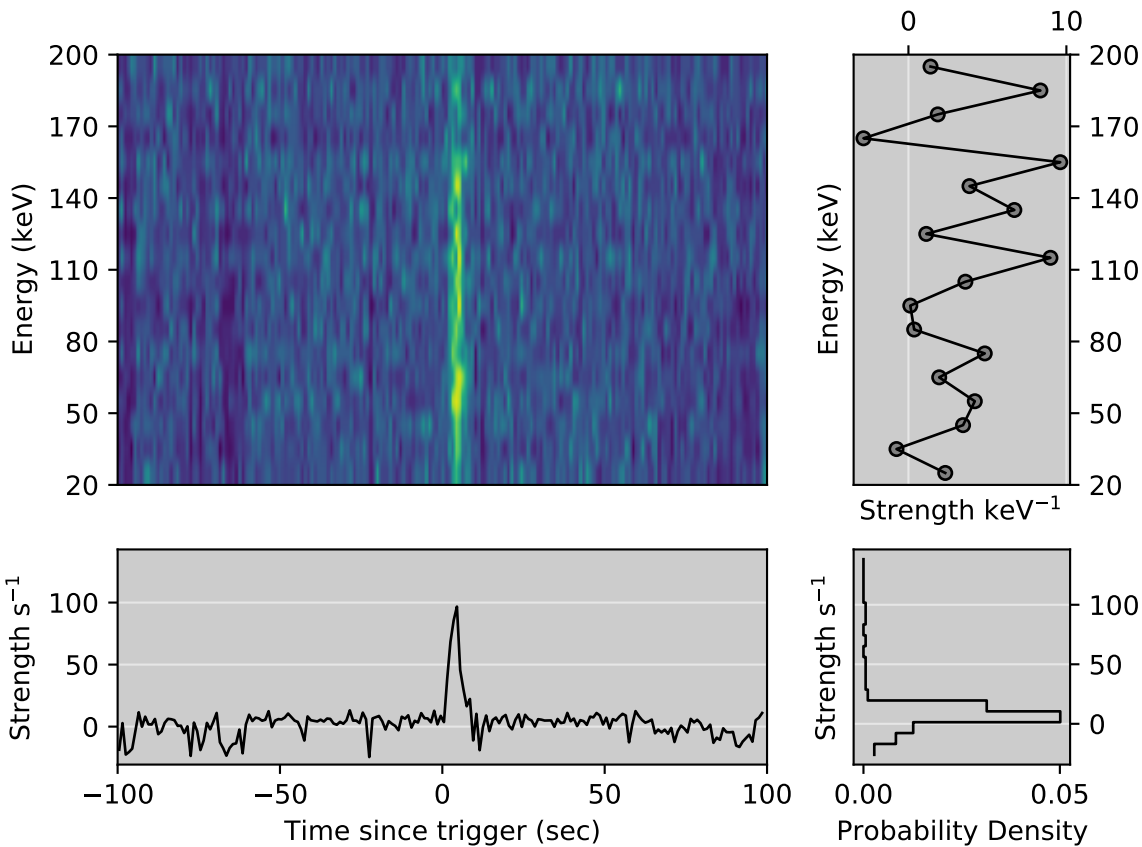 0 10
200
170
140
110
80
50
20
Energy (keV)
200
170
140
110
80
50
20
Energy (keV)
Strength keV⁻¹
100
50
0
Strength s⁻¹
−100 −50 0 50 100
Time since trigger (sec)
100
50
0
Strength s⁻¹
0.00 0.05
Probability Density